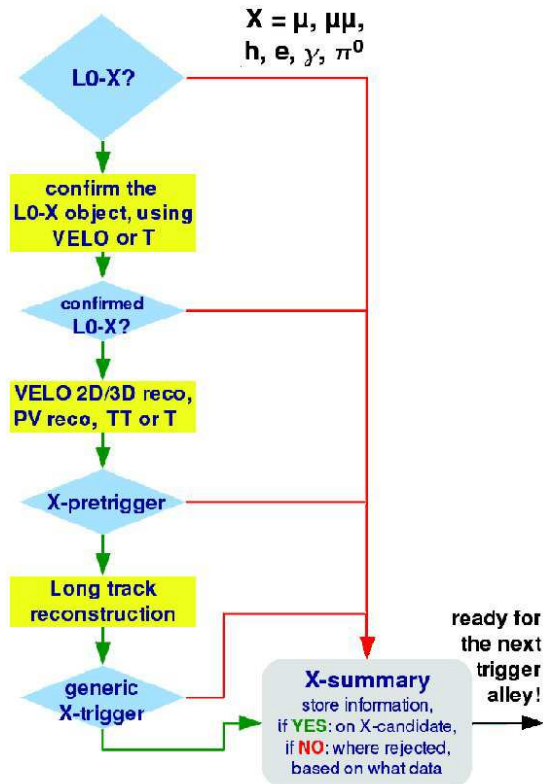 X = μ, μμ,
h, e, γ, π⁰
L0-X?
confirm the
L0-X object, using
VELO or T
confirmed
L0-X?
VELO 2D/3D reco,
PV reco, TT or T
X-pretrigger
Long track
reconstruction
generic
X-trigger
X-summary
store information,
if YES: on X-candidate,
if NO: where rejected,
based on what data
ready for
the next
trigger
alley!